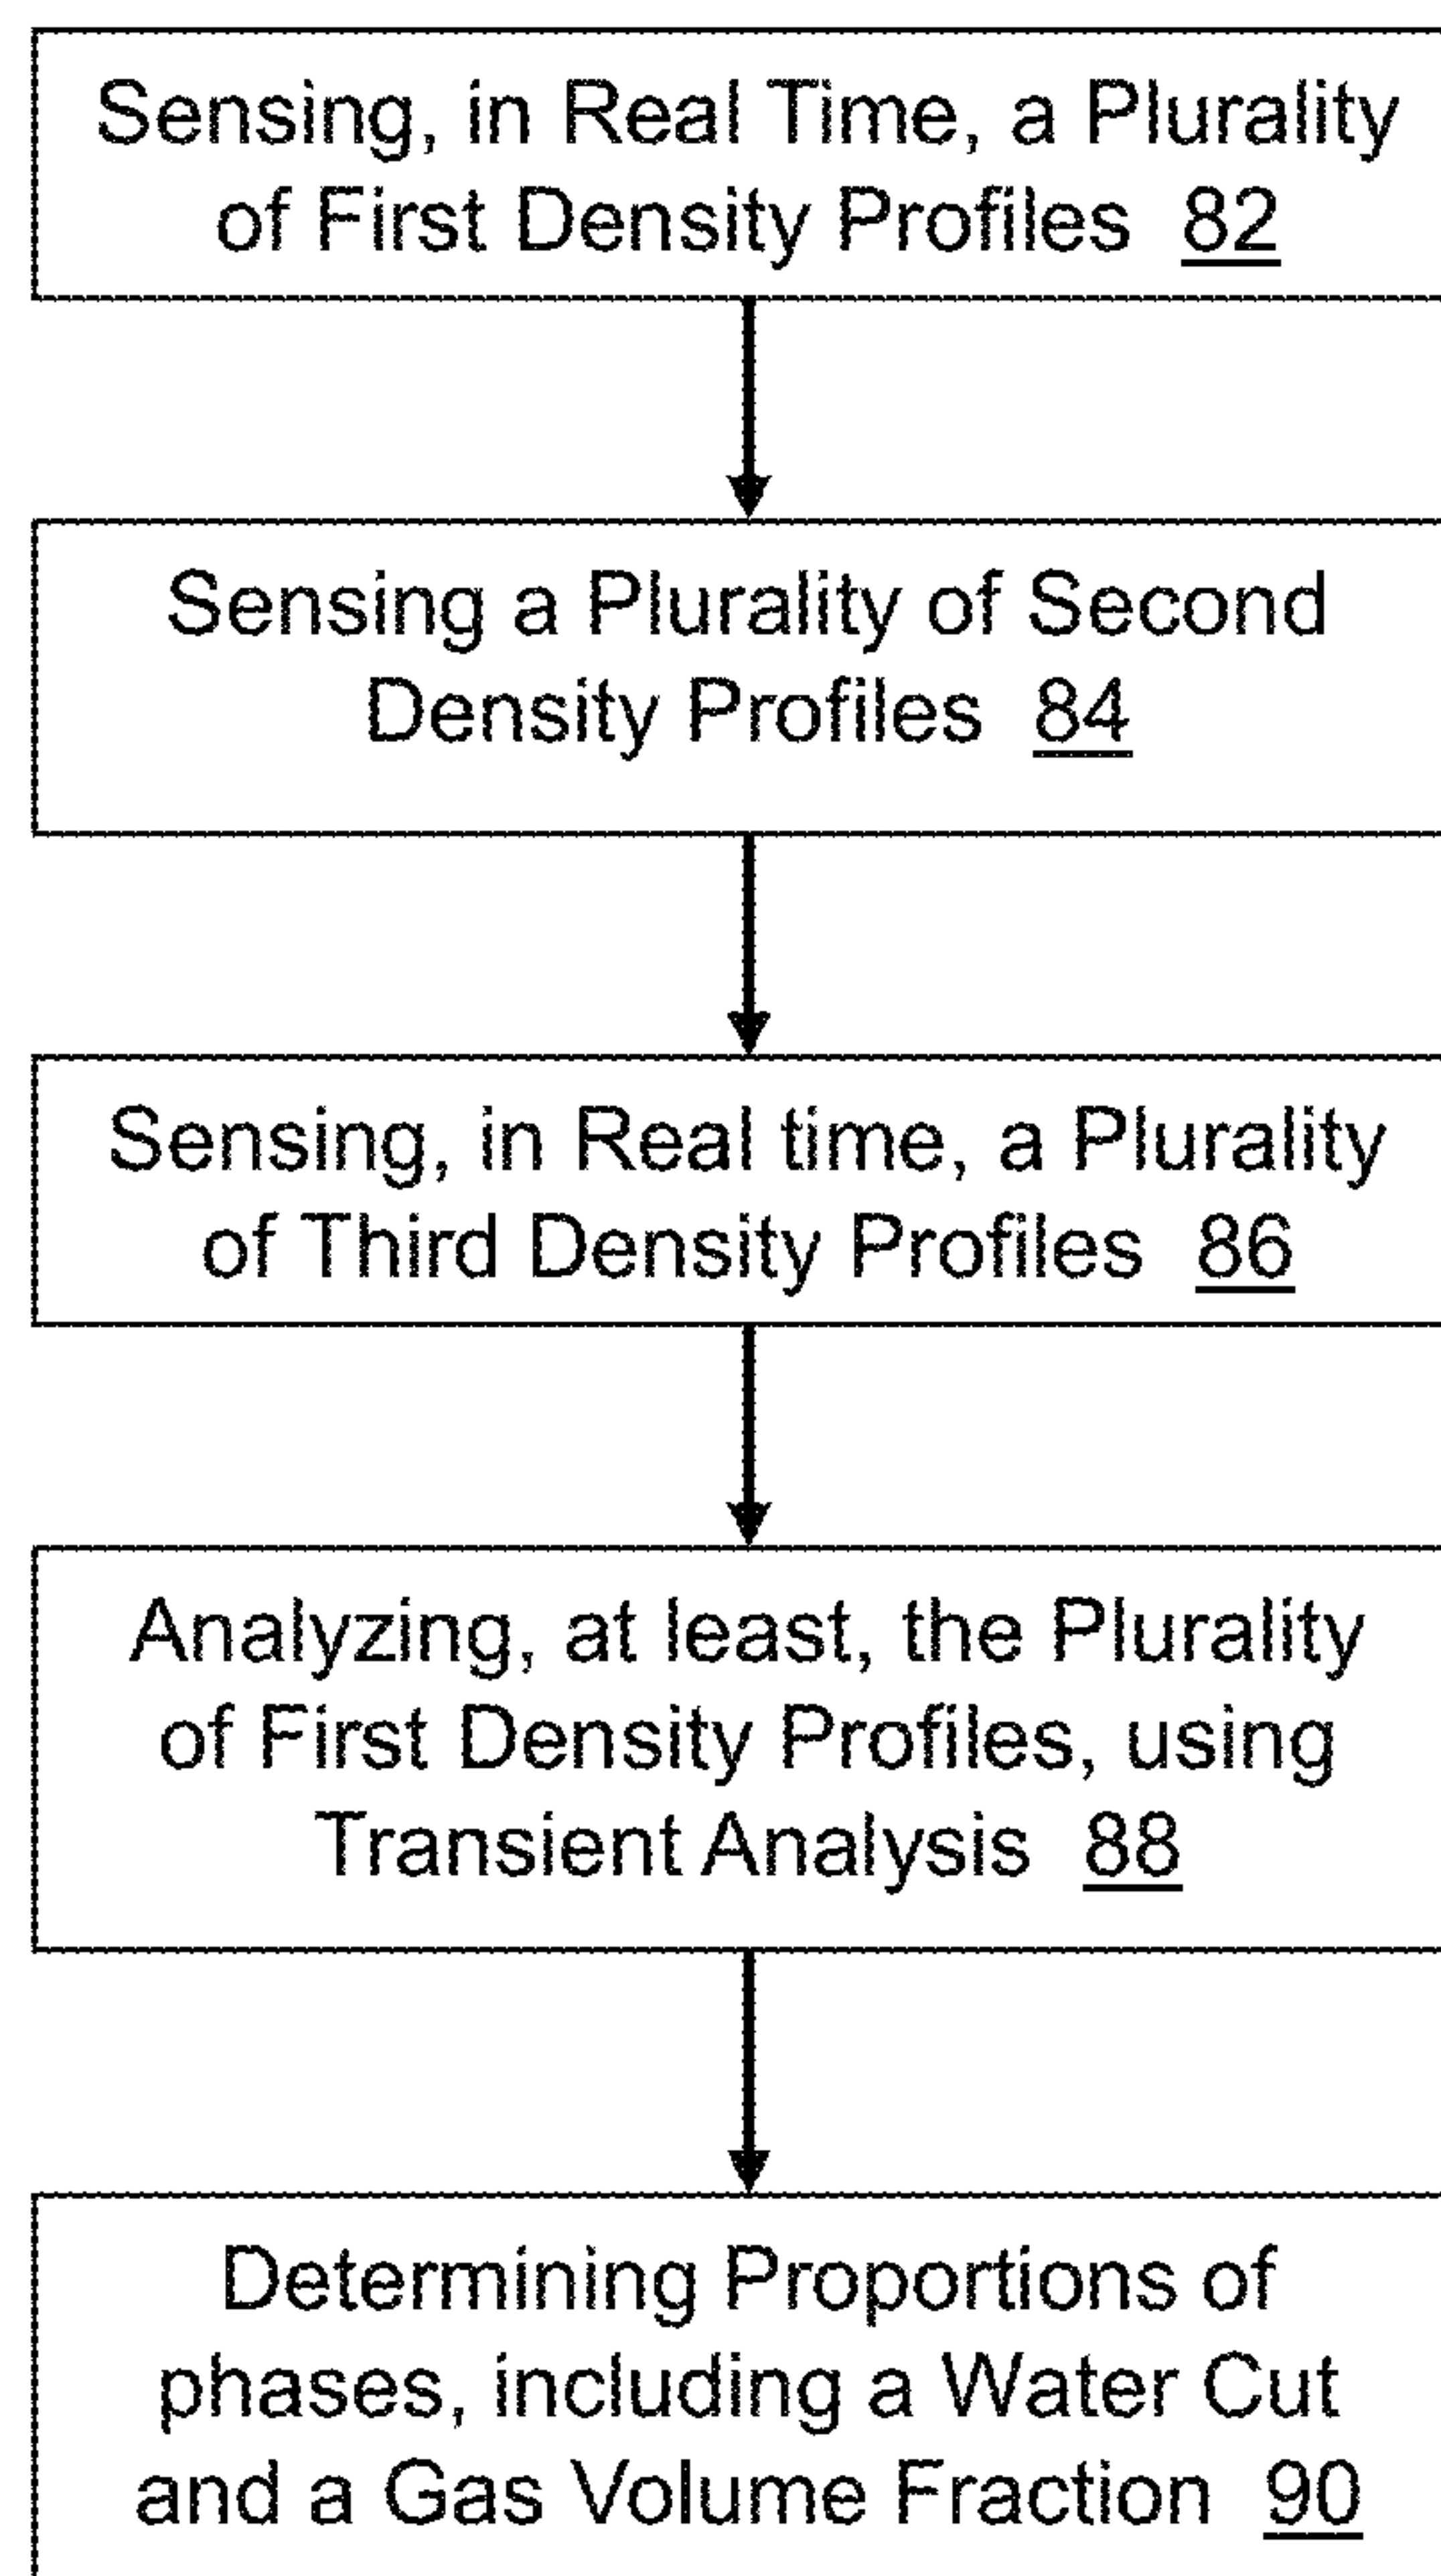 Sensing, in Real Time, a Plurality
of First Density Profiles 82
Sensing a Plurality of Second
Density Profiles 84
Sensing, in Real time, a Plurality
of Third Density Profiles 86
Analyzing, at least, the Plurality
of First Density Profiles, using
Transient Analysis 88
Determining Proportions of
phases, including a Water Cut
and a Gas Volume Fraction 90